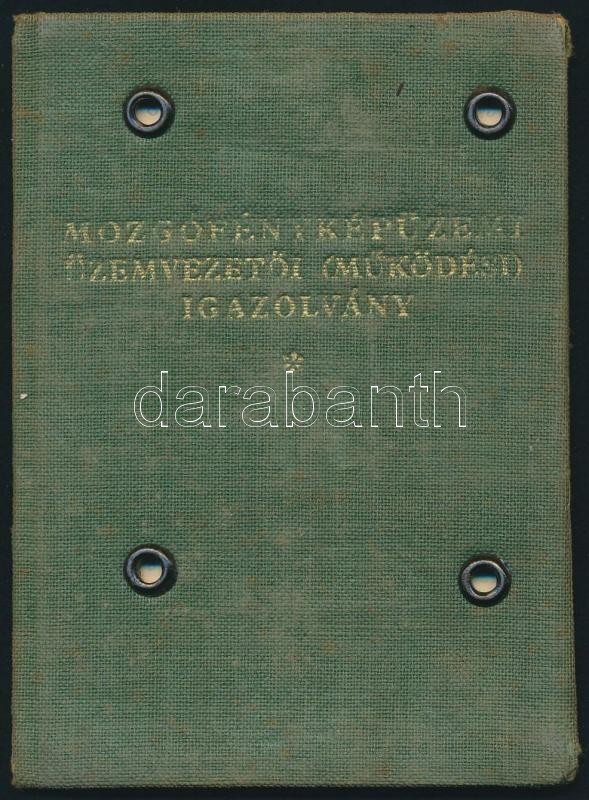 MOZGÓFÉNYKÉPÜZEMI
ÜZEMVEZETŐI (MŰKÖDÉSI)
IGAZOLVÁNY
darabanth